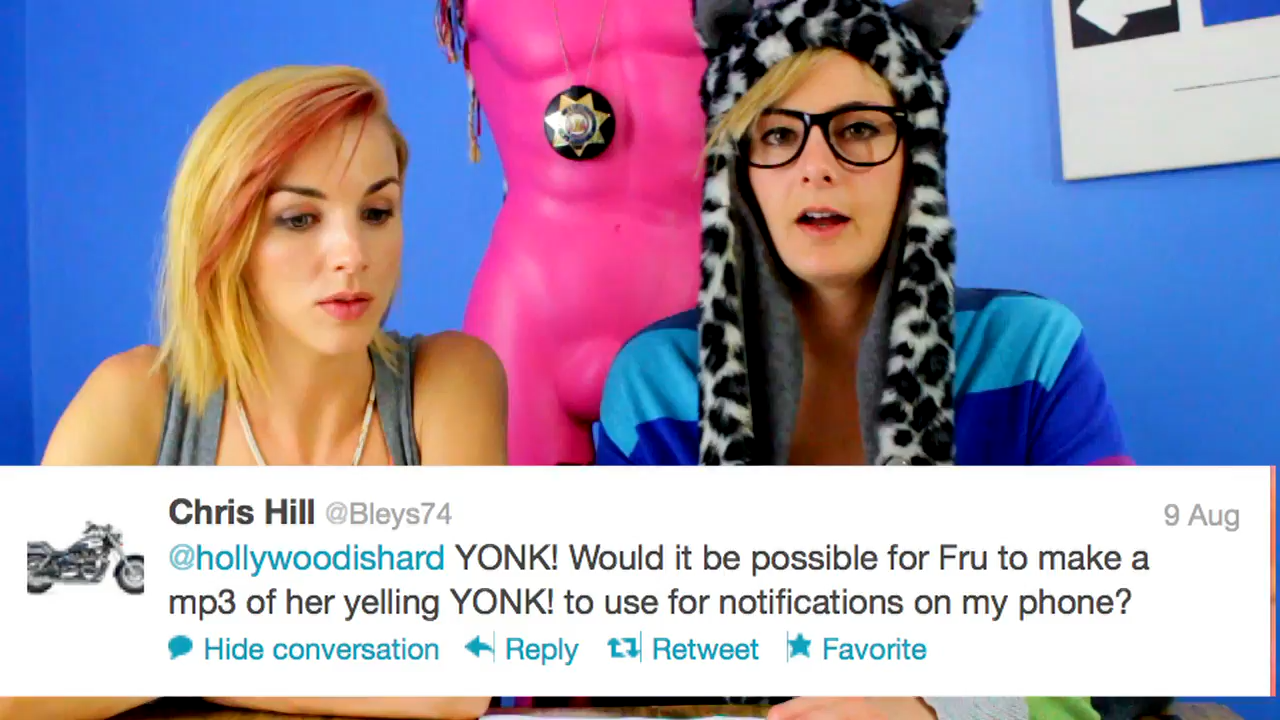 Chris Hill @Bleys74 9 Aug
@hollywoodishard YONK! Would it be possible for Fru to make a
mp3 of her yelling YONK! to use for notifications on my phone?
Hide conversation Reply Retweet Favorite